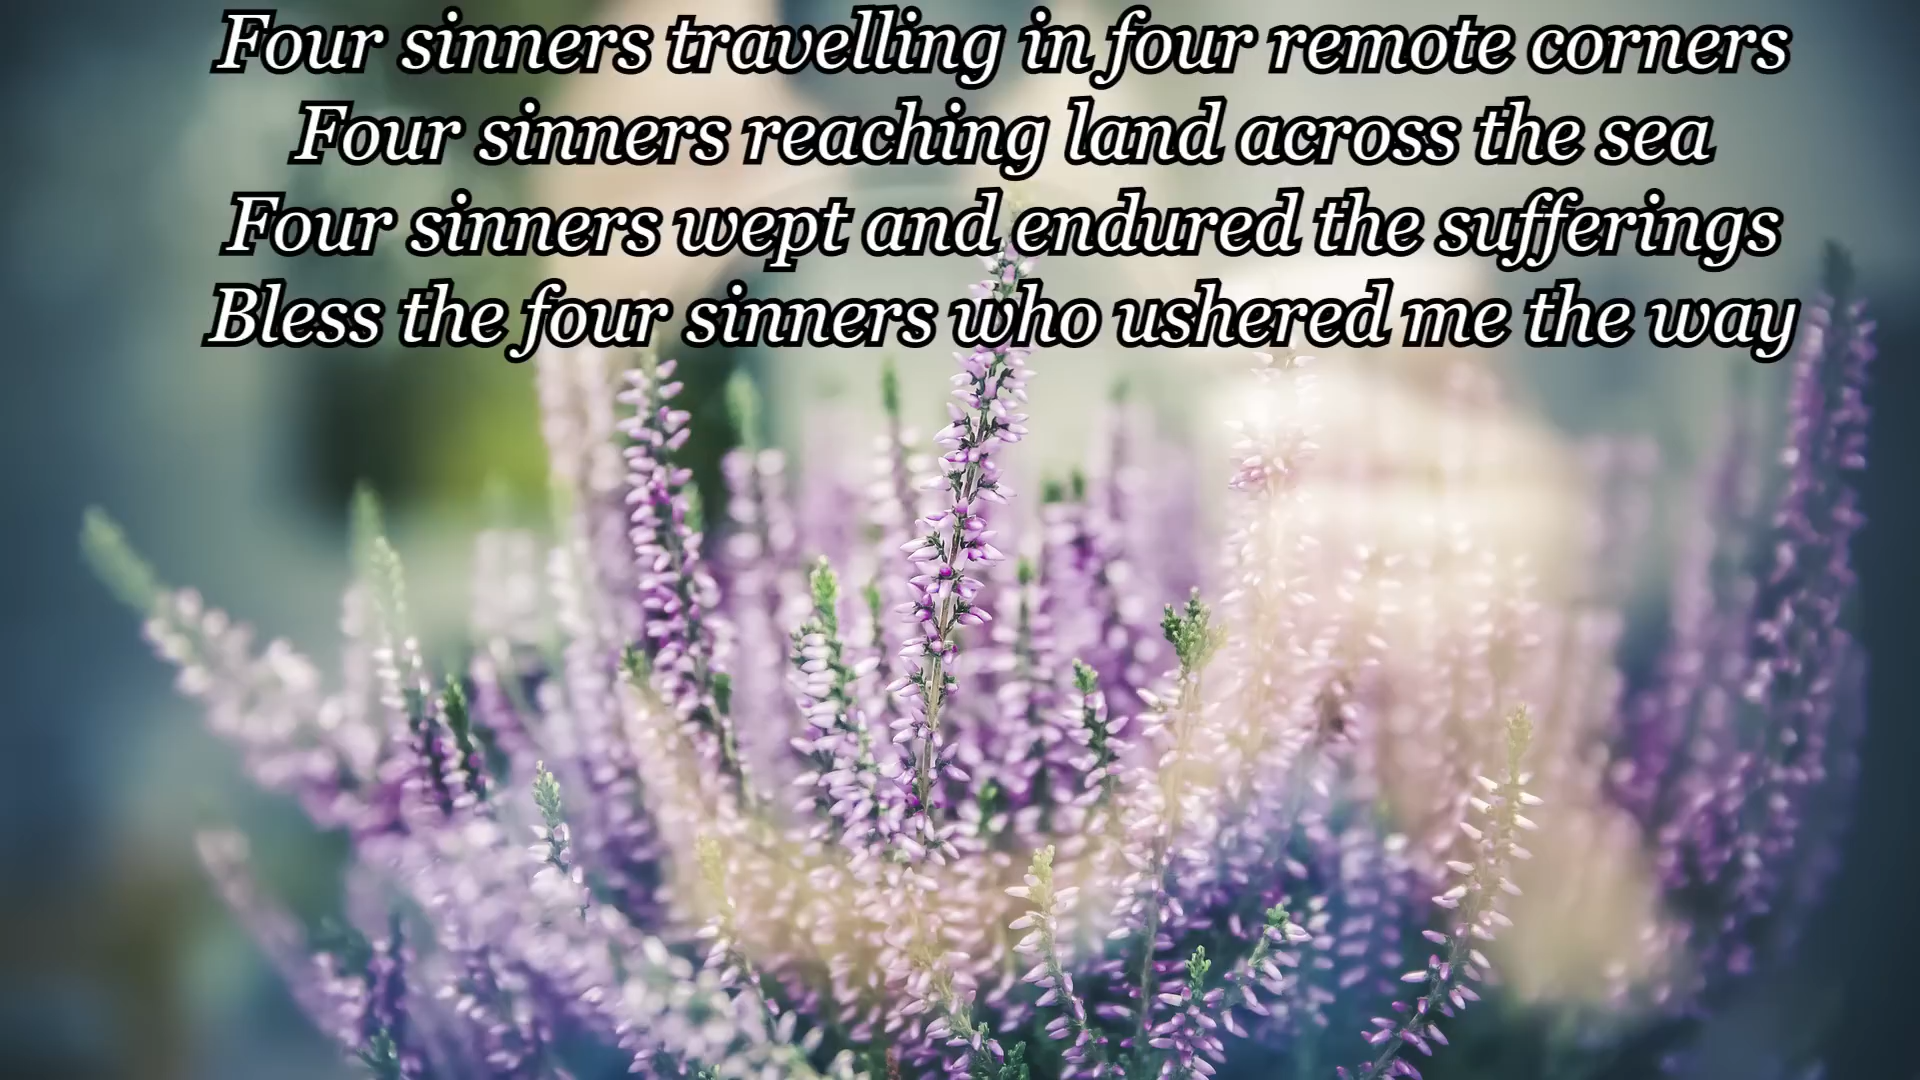 Four sinners travelling in four remote corners
Four sinners reaching land across the sea
Four sinners wept and endured the sufferings
Bless the four sinners who ushered me the way